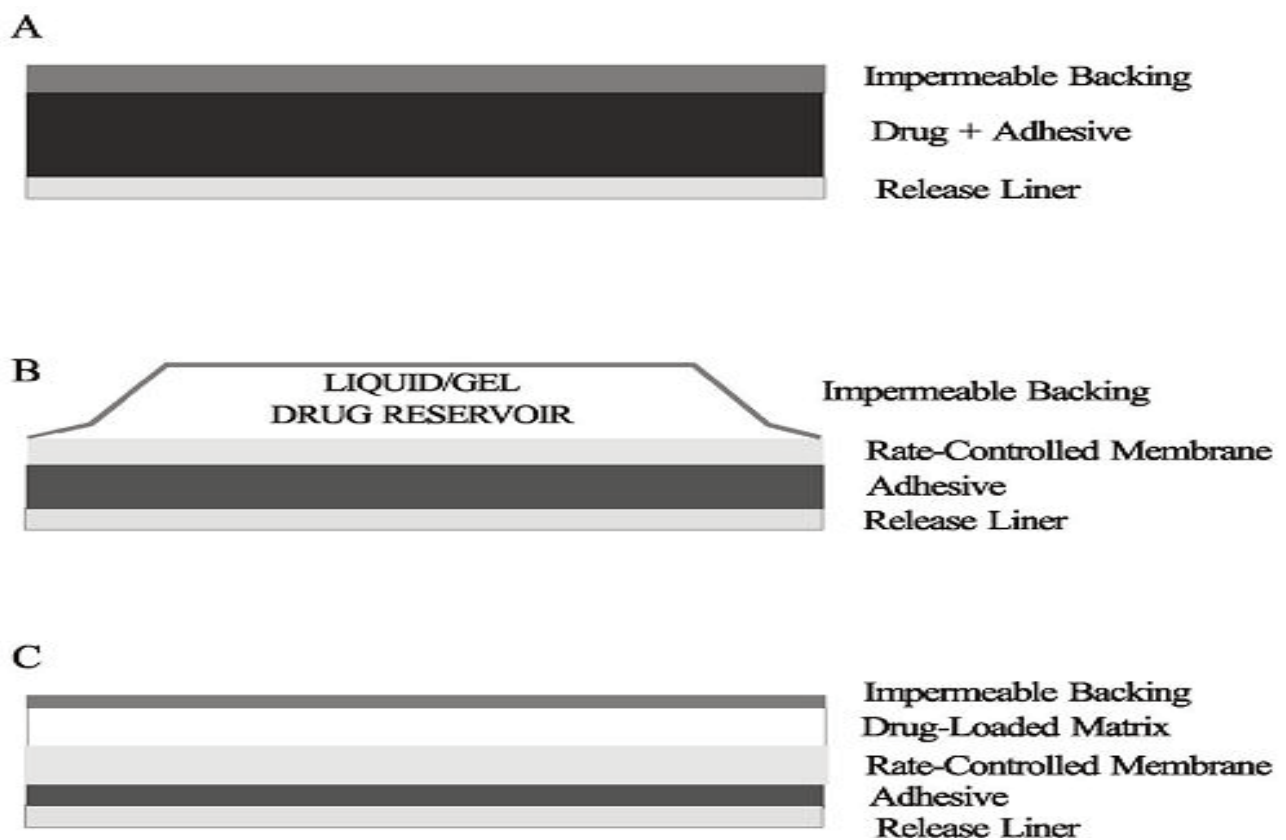 A
Impermeable Backing
Drug + Adhesive
Release Liner
B
LIQUID/GEL
DRUG RESERVOIR
Impermeable Backing
Rate-Controlled Membrane
Adhesive
Release Liner
C
Impermeable Backing
Drug-Loaded Matrix
Rate-Controlled Membrane
Adhesive
Release Liner